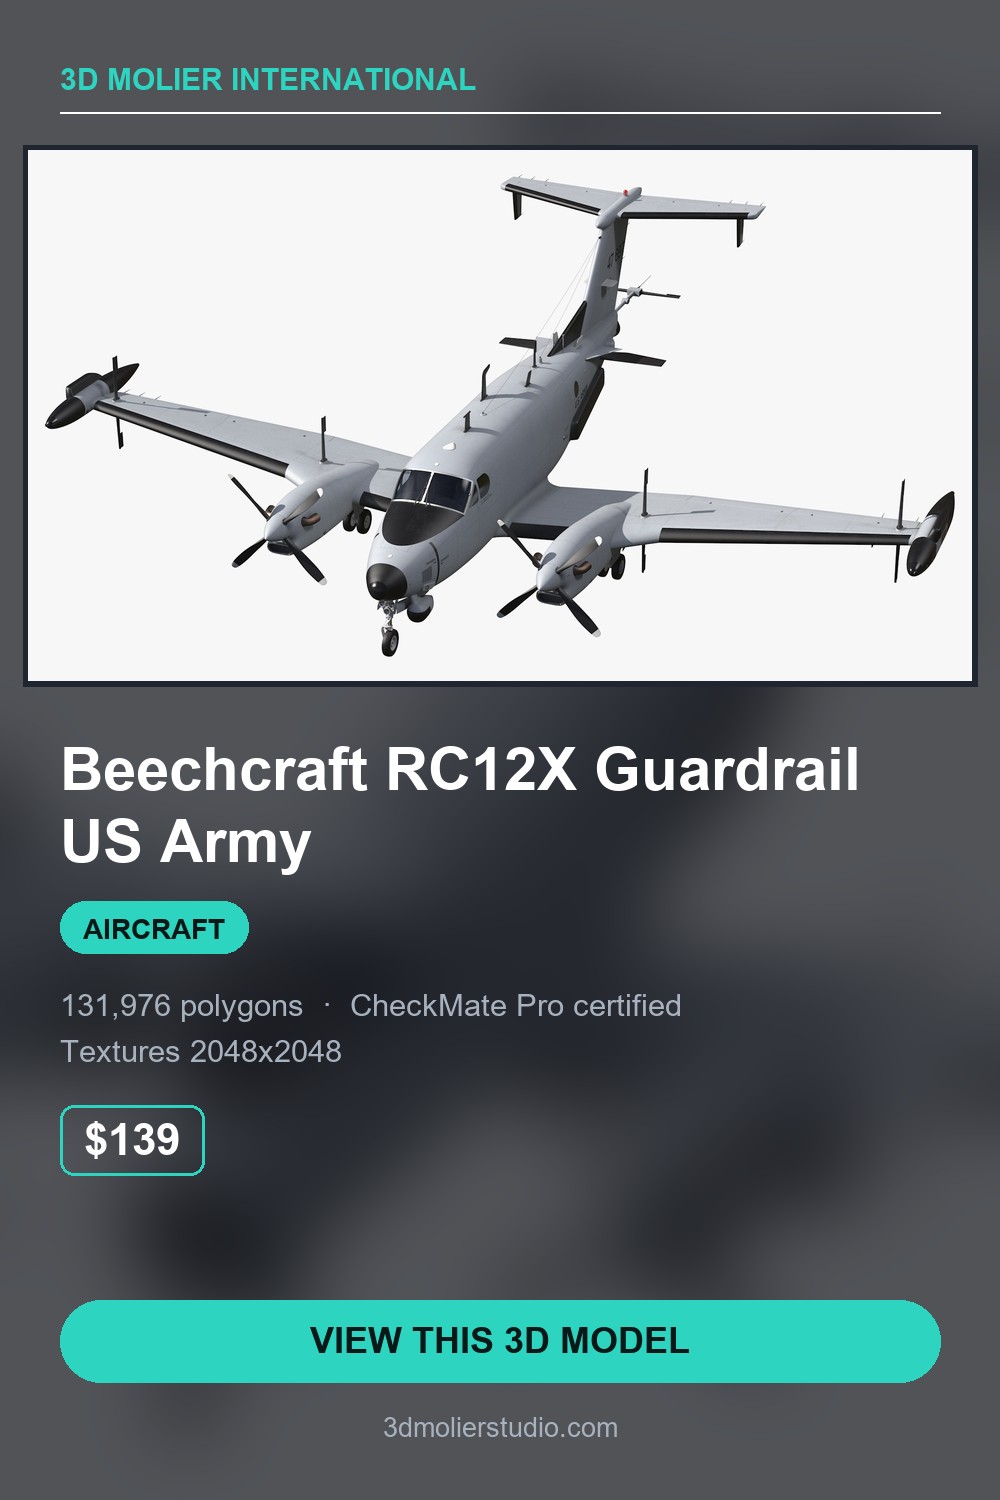 3D MOLIER INTERNATIONAL
Beechcraft RC12X Guardrail
US Army
AIRCRAFT
131,976 polygons · CheckMate Pro certified
Textures 2048x2048
$139
VIEW THIS 3D MODEL
3dmolierstudio.com